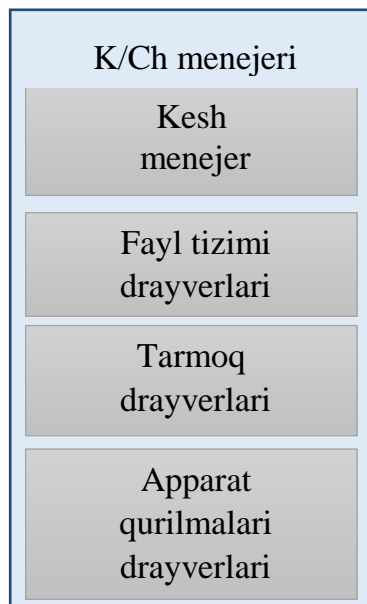 K/Ch menejeri
Kesh
menejer
Fayl tizimi
drayverlari
Tarmoq
drayverlari
Apparat
qurilmalari
drayverlari